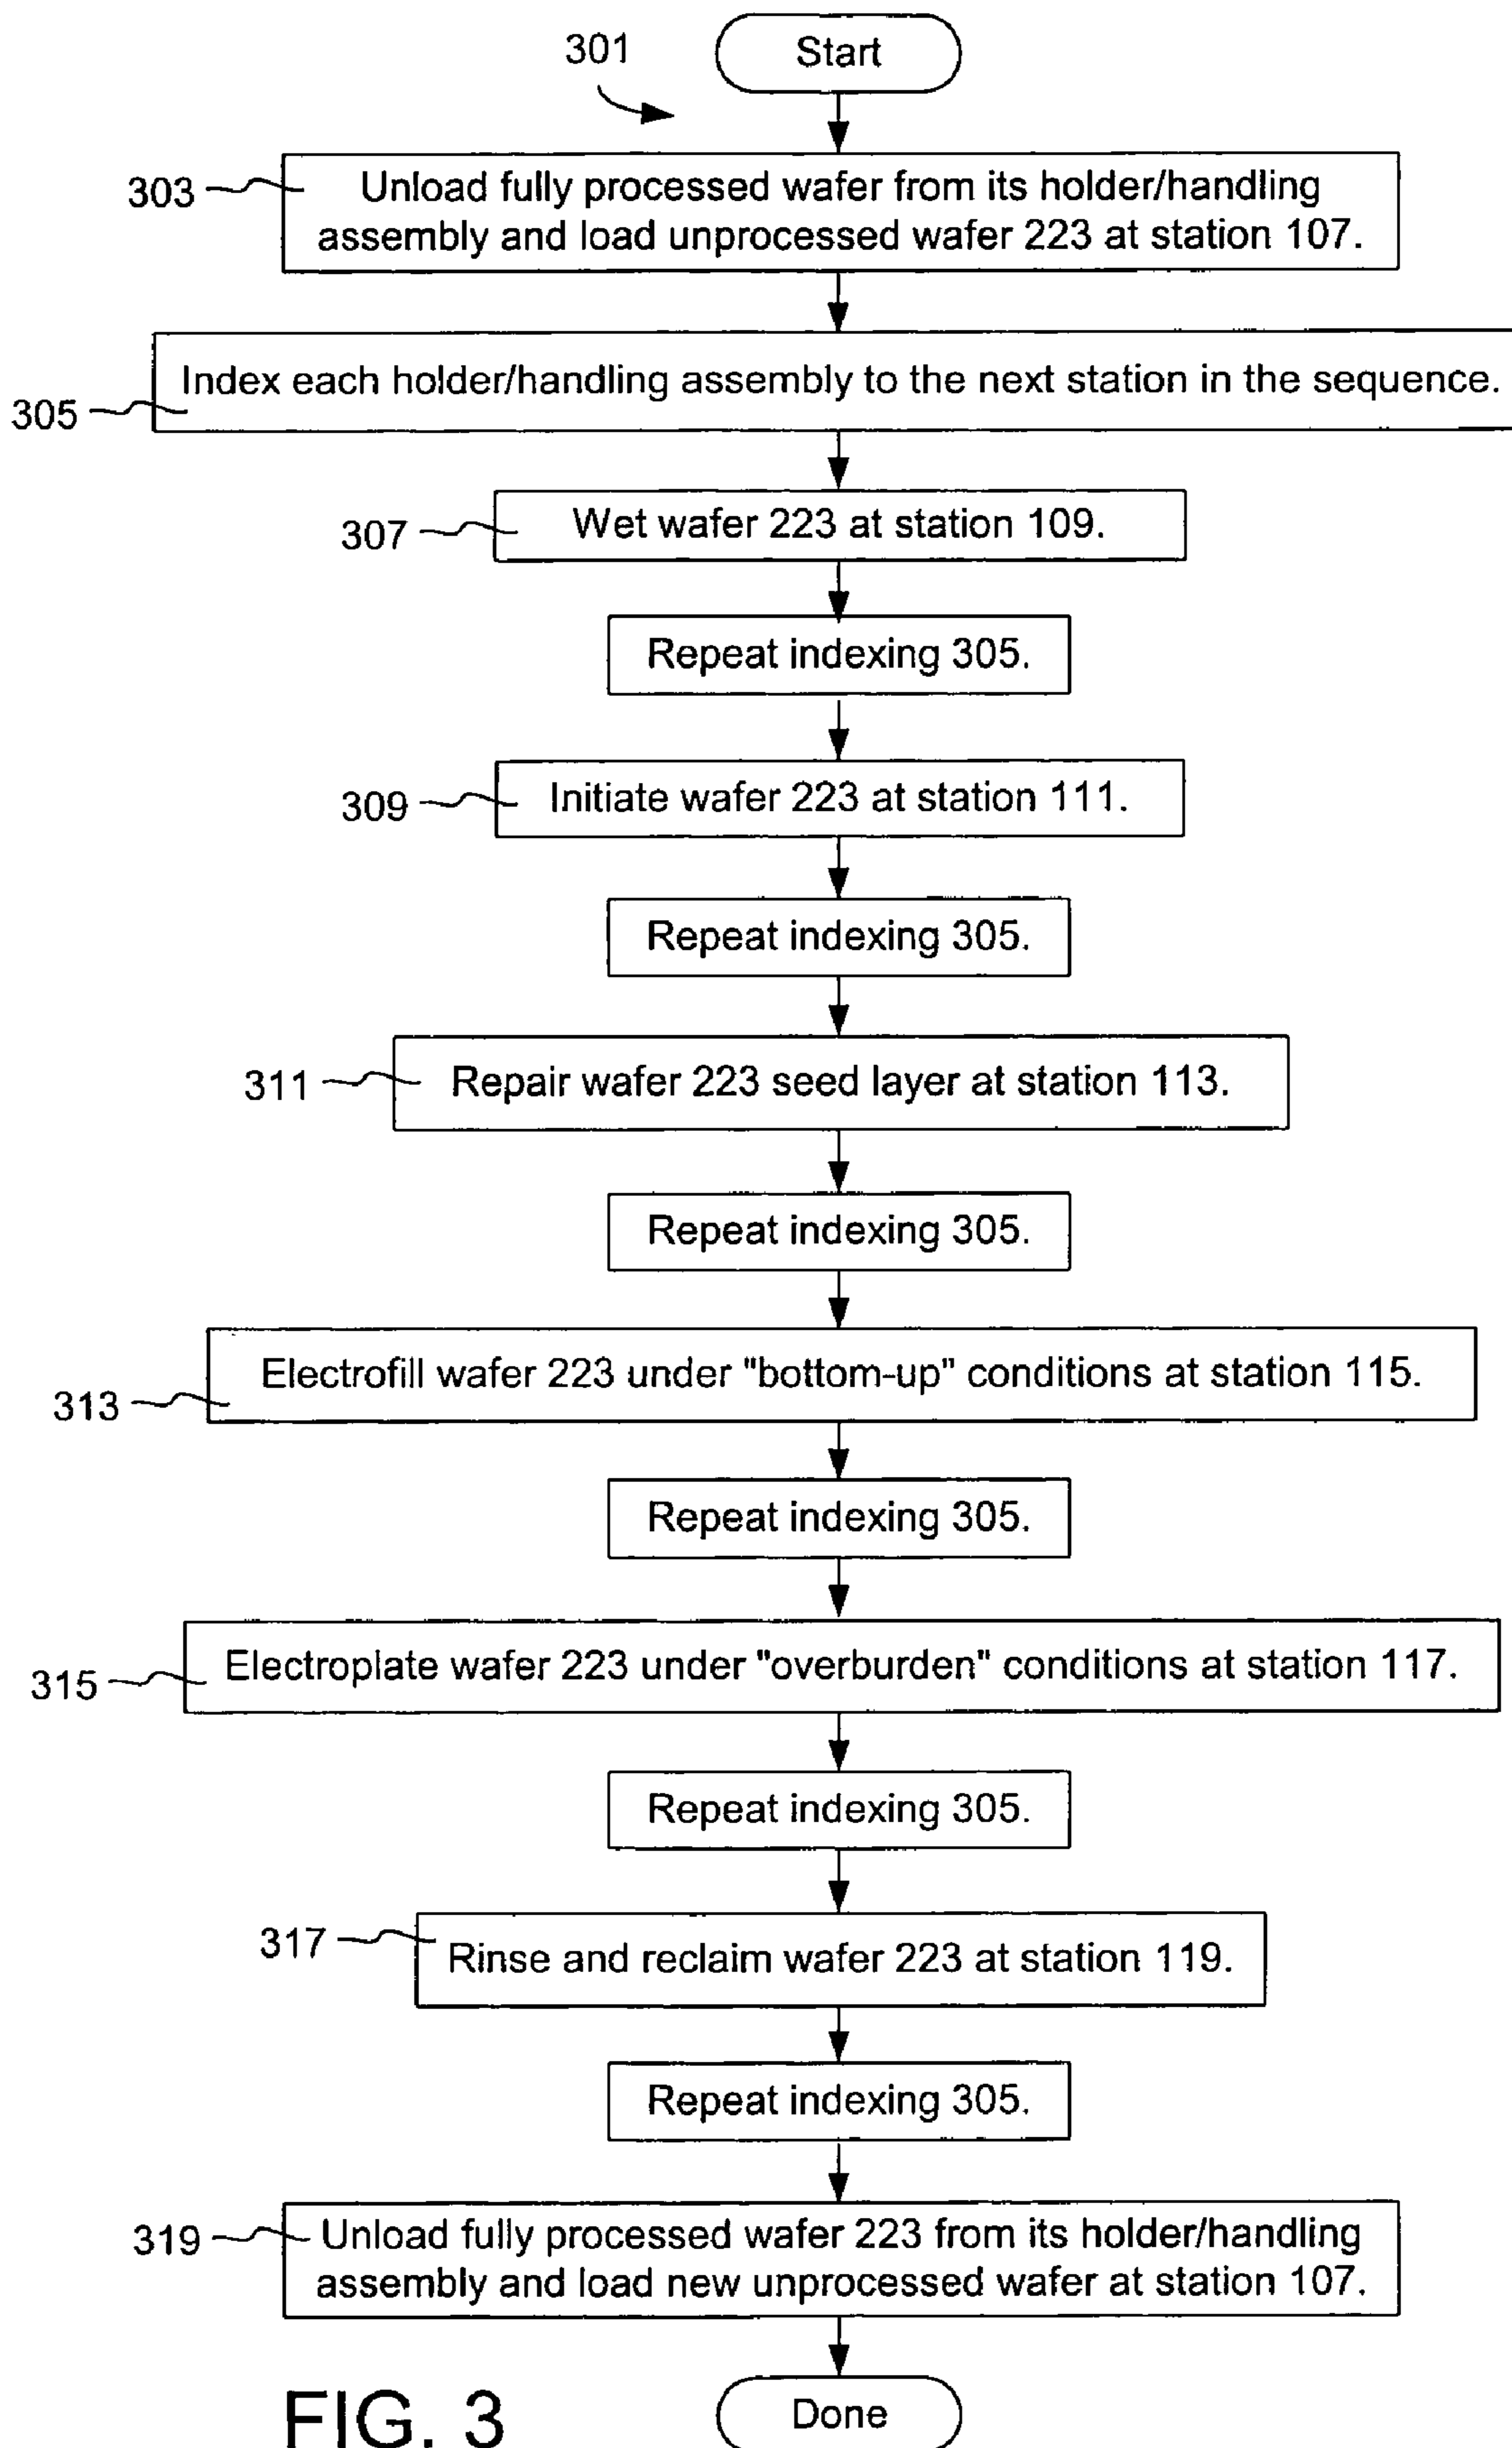 301
Start
303
Unload fully processed wafer from its holder/handling
assembly and load unprocessed wafer 223 at station 107.
Index each holder/handling assembly to the next station in the sequence.
305
Wet wafer 223 at station 109.
307
Repeat indexing 305.
Initiate wafer 223 at station 111.
309
Repeat indexing 305.
Repair wafer 223 seed layer at station 113.
311
Repeat indexing 305.
Electrofill wafer 223 under "bottom-up" conditions at station 115.
313
Repeat indexing 305.
Electroplate wafer 223 under "overburden" conditions at station 117.
315
Repeat indexing 305.
317
Rinse and reclaim wafer 223 at station 119.
Repeat indexing 305.
319
Unload fully processed wafer 223 from its holder/handling
assembly and load new unprocessed wafer at station 107.
FIG. 3
Done